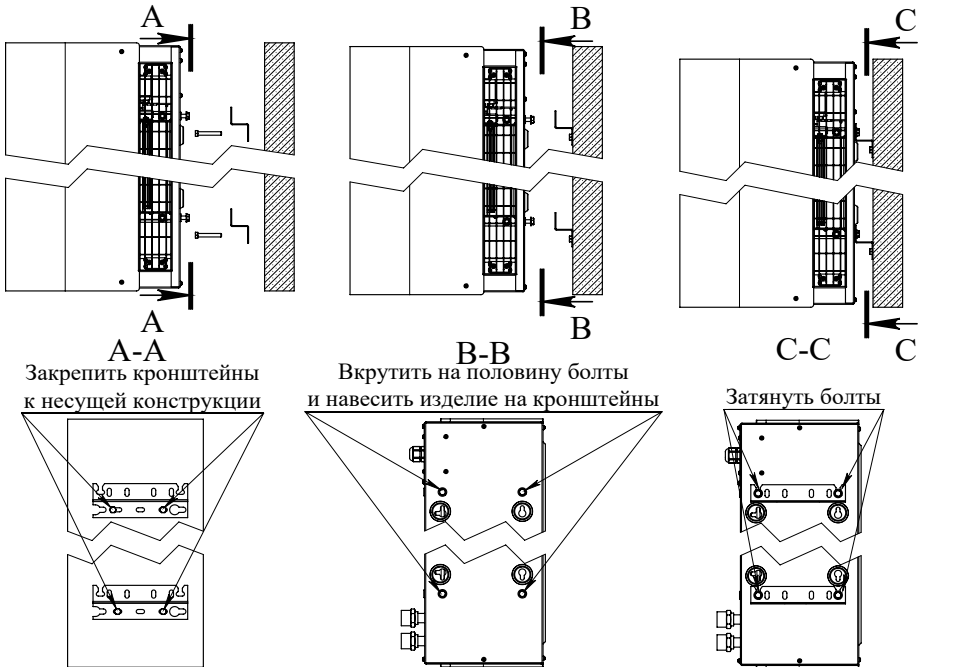 А
В
С
А
В
С
А-А
В-В
С-С
Закрепить кронштейны
к несущей конструкции
Вкрутить на половину болты
и навесить изделие на кронштейны
Затянуть болты